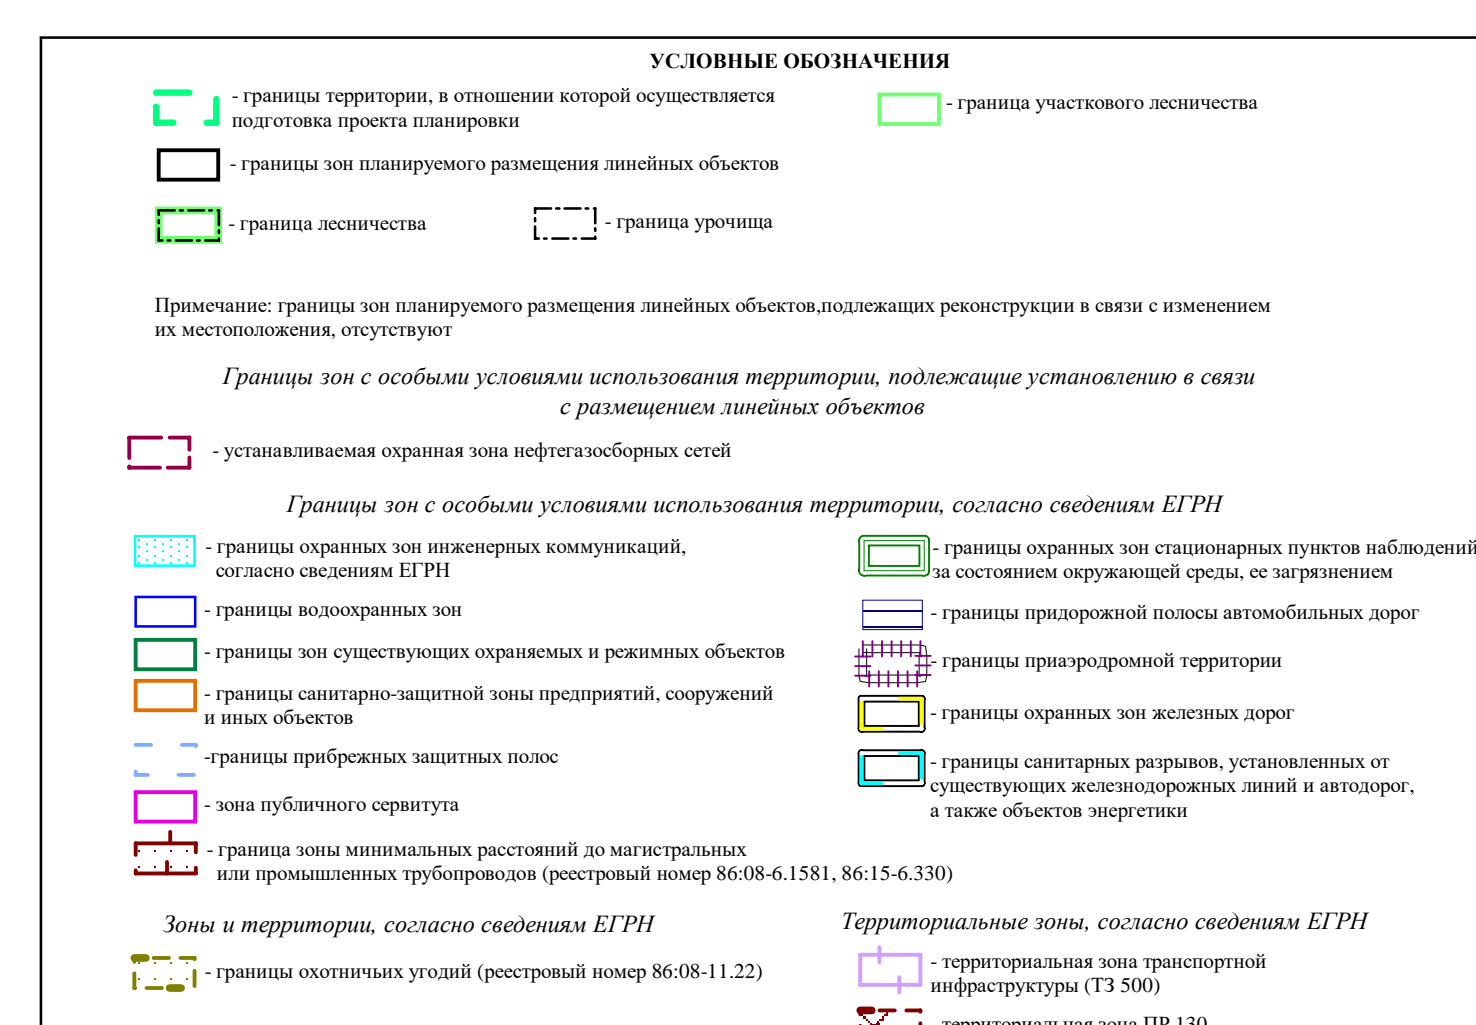 УСЛОВНЫЕ ОБОЗНАЧЕНИЯ
- границы территории, в отношении которой осуществляется
подготовка проекта планировки
- граница участкового лесничества
- границы зон планируемого размещения линейных объектов
- граница лесничества
- граница урочища
Примечание: границы зон планируемого размещения линейных объектов,подлежащих реконструкции в связи с изменением
их местоположения, отсутствуют
Границы зон с особыми условиями использования территории, подлежащие установлению в связи
с размещением линейных объектов
- устанавливаемая охранная зона нефтегазосборных сетей
Границы зон с особыми условиями использования территории, согласно сведениям ЕГРН
- границы охранных зон инженерных коммуникаций,
согласно сведениям ЕГРН
- границы водоохранных зон
- границы зон существующих охраняемых и режимных объектов
- границы санитарно-защитной зоны предприятий, сооружений
и иных объектов
-границы прибрежных защитных полос
- зона публичного сервитута
- граница зоны минимальных расстояний до магистральных
или промышленных трубопроводов (реестровый номер 86:08-6.1581, 86:15-6.330)
- границы охранных зон стационарных пунктов наблюдений
за состоянием окружающей среды, ее загрязнением
- границы придорожной полосы автомобильных дорог
- границы приаэродромной территории
- границы охранных зон железных дорог
- границы санитарных разрывов, установленных от
существующих железнодорожных линий и автодорог,
а также объектов энергетики
Зоны и территории, согласно сведениям ЕГРН
- границы охотничьих угодий (реестровый номер 86:08-11.22)
Территориальные зоны, согласно сведениям ЕГРН
- территориальная зона транспортной
инфраструктуры (ТЗ 500)
- территориальная зона ПР 130